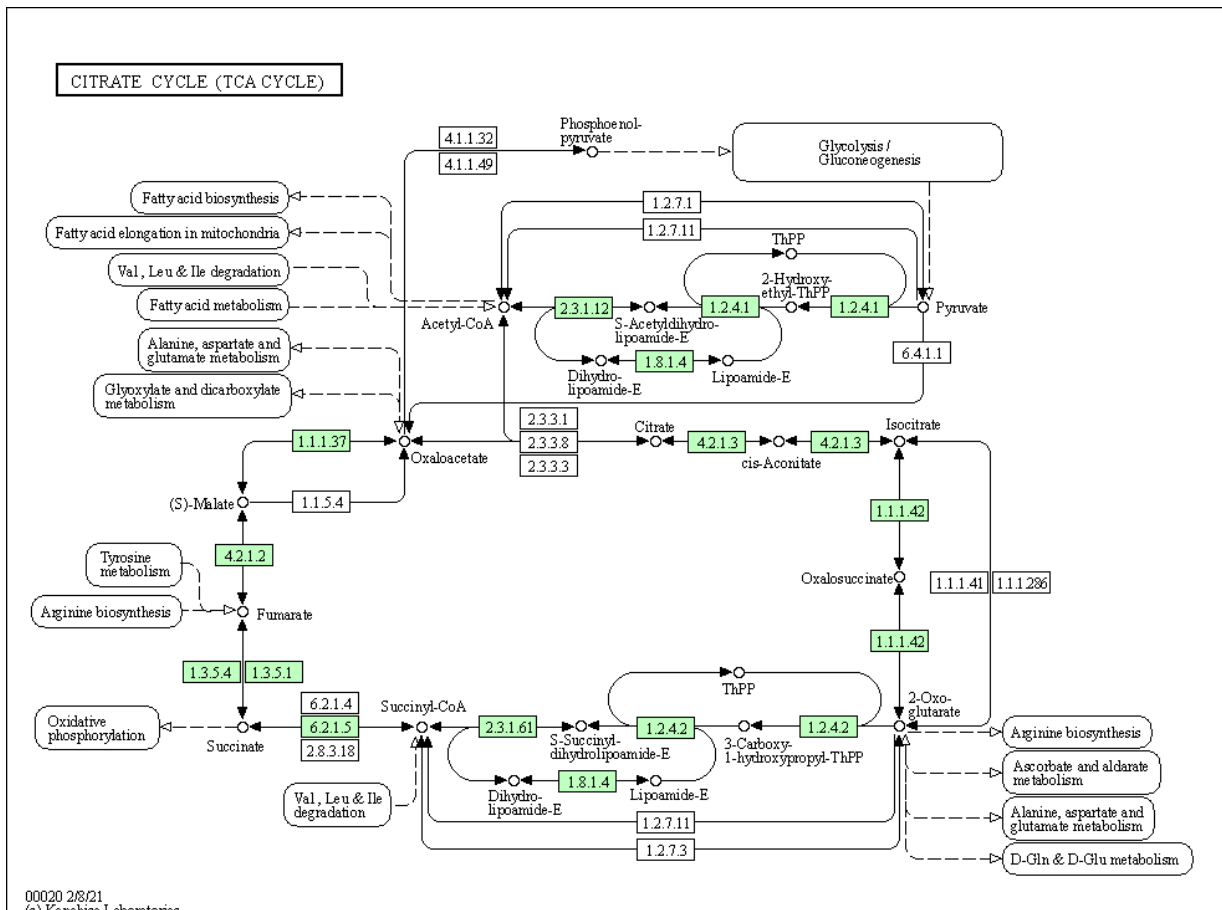 CITRATE CYCLE (TCA CYCLE)
Phosphoenol-
pyruvate
4.1.1.32
4.1.1.49
Glycolysis /
Gluconeogenesis
Fatty acid biosynthesis
Fatty acid elongation in mitochondria
Val, Leu & Ile degradation
Fatty acid metabolism
Alanine, aspartate and
glutamate metabolism
Glyoxylate and dicarboxylate
metabolism
1.2.7.1
1.2.7.11
ThPP
2-Hydroxy-
ethyl-ThPP
Acetyl-CoA
2.3.1.12
S-Acetyldihydro-
lipoamide-E
1.2.4.1
1.2.4.1
Pyruvate
Dihydro-
lipoamide-E
1.8.1.4
Lipoamide-E
6.4.1.1
1.1.1.37
Oxaloacetate
2.3.3.1
2.3.3.8
2.3.3.3
Citrate
4.2.1.3
cis-Aconitate
4.2.1.3
Isocitrate
(S)-Malate
1.1.5.4
1.1.1.42
4.2.1.2
Tyrosine
metabolism
Arginine biosynthesis
Fumarate
Oxalosuccinate
1.1.1.41
1.1.1.286
1.1.1.42
1.3.5.4
1.3.5.1
ThPP
Oxidative
phosphorylation
Succinate
6.2.1.4
6.2.1.5
2.8.3.18
Succinyl-CoA
2.3.1.61
S-Succinyl-
dihydrolipoamide-E
1.2.4.2
3-Carboxy-
1-hydroxypropyl-ThPP
1.2.4.2
2-Oxo-
glutarate
Val, Leu & Ile
degradation
Dihydro-
lipoamide-E
1.8.1.4
Lipoamide-E
1.2.7.11
1.2.7.3
Arginine biosynthesis
Ascorbate and aldarate
metabolism
Alanine, aspartate and
glutamate metabolism
D-Gln & D-Glu metabolism
00020 2/8/21
(c) Kanehisa Laboratories